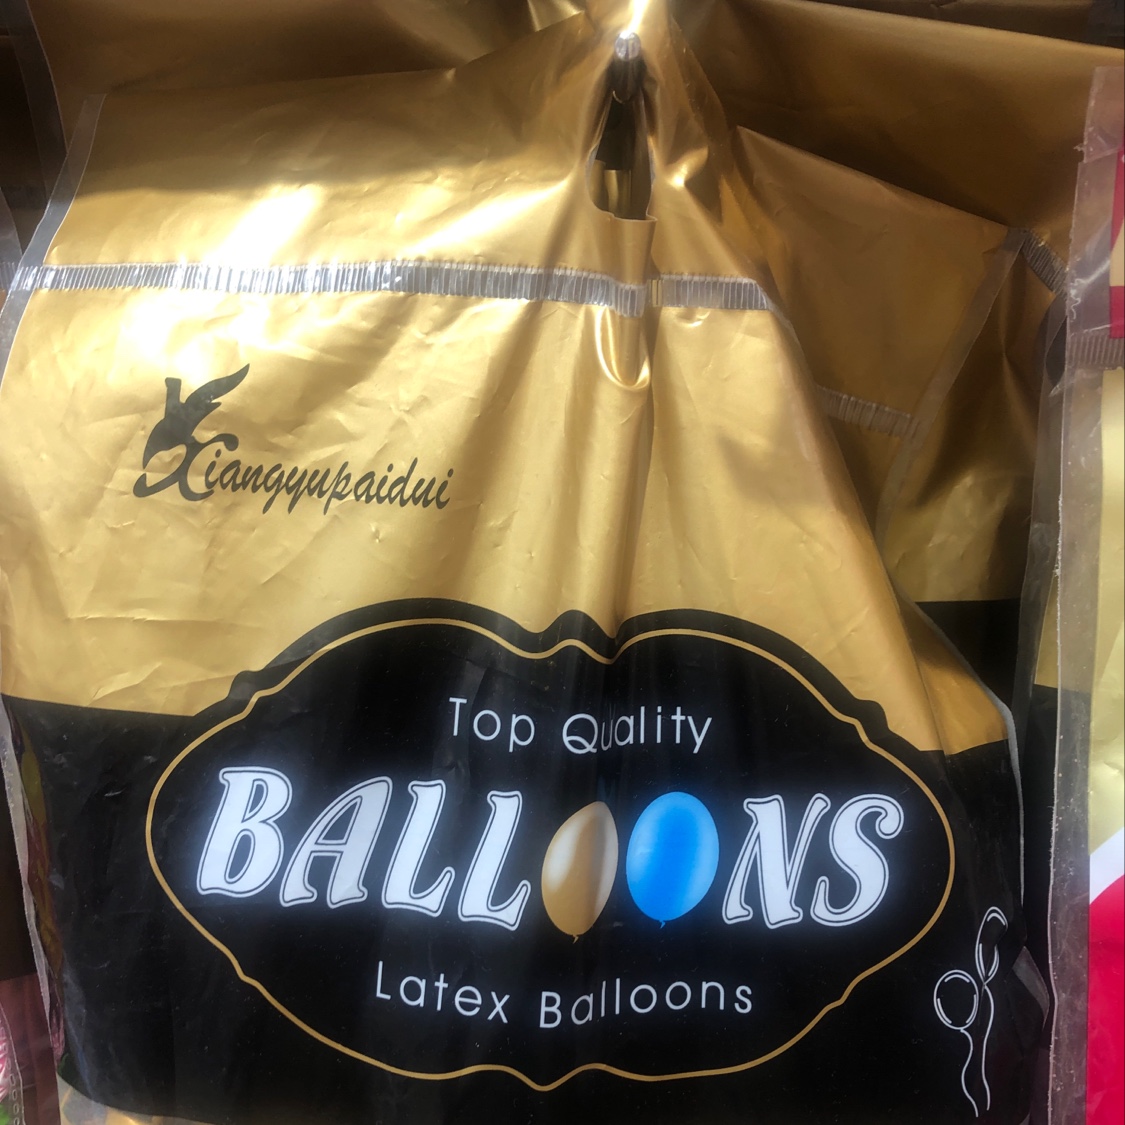 Xiangyupaidui
Top Quality
BALLOONS
Latex Balloons